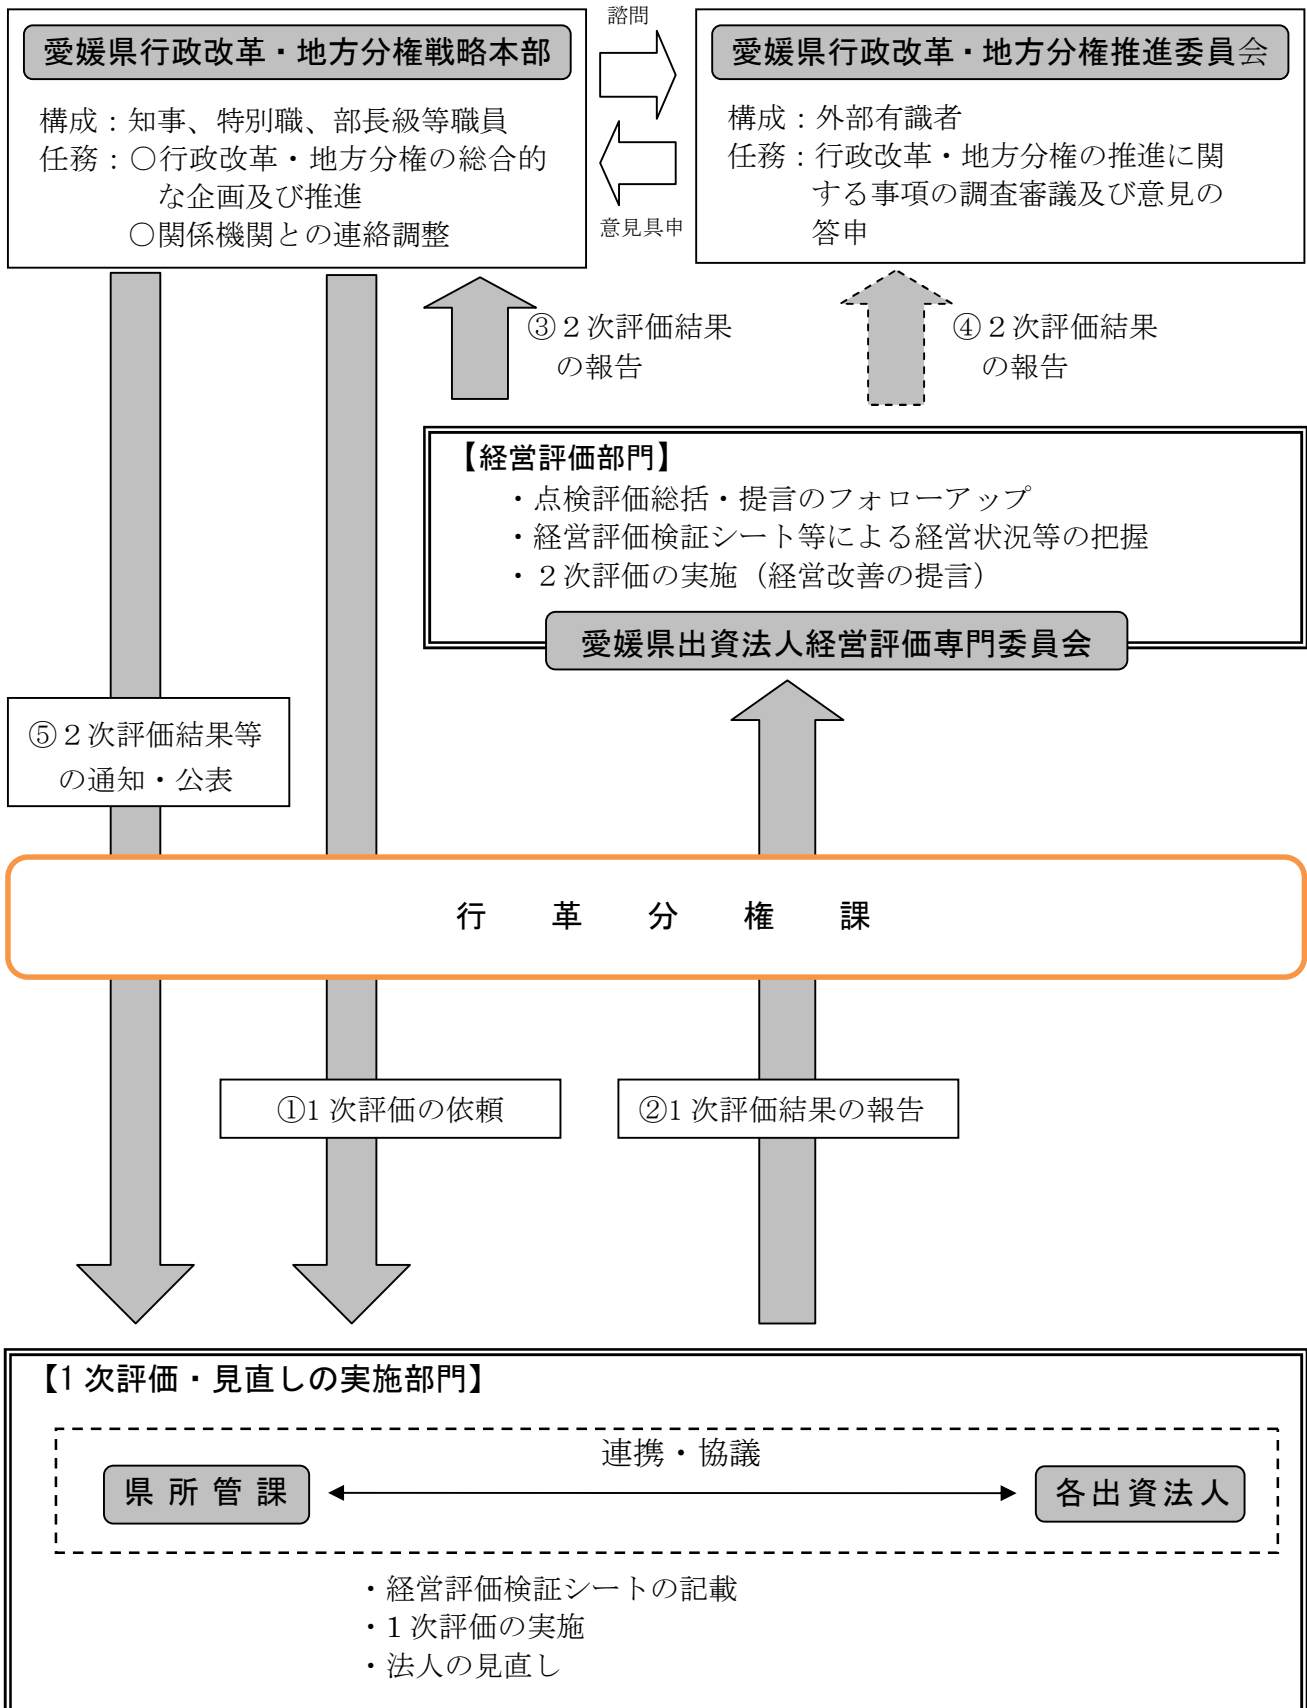 諮問
愛媛県行政改革・地方分権戦略本部
構成：知事、特別職、部長級等職員
任務：○行政改革・地方分権の総合的
な企画及び推進
○関係機関との連絡調整
意見具申
愛媛県行政改革・地方分権推進委員会
構成：外部有識者
任務：行政改革・地方分権の推進に関
する事項の調査審議及び意見の
答申
③２次評価結果
の報告
④２次評価結果
の報告
【経営評価部門】
・点検評価総括・提言のフォローアップ
・経営評価検証シート等による経営状況等の把握
・２次評価の実施（経営改善の提言）
愛媛県出資法人経営評価専門委員会
⑤２次評価結果等
の通知・公表
行　革　分　権　課
①1 次評価の依頼
②1 次評価結果の報告
【1 次評価・見直しの実施部門】
連携・協議
県所管課
各出資法人
・経営評価検証シートの記載
・1 次評価の実施
・法人の見直し